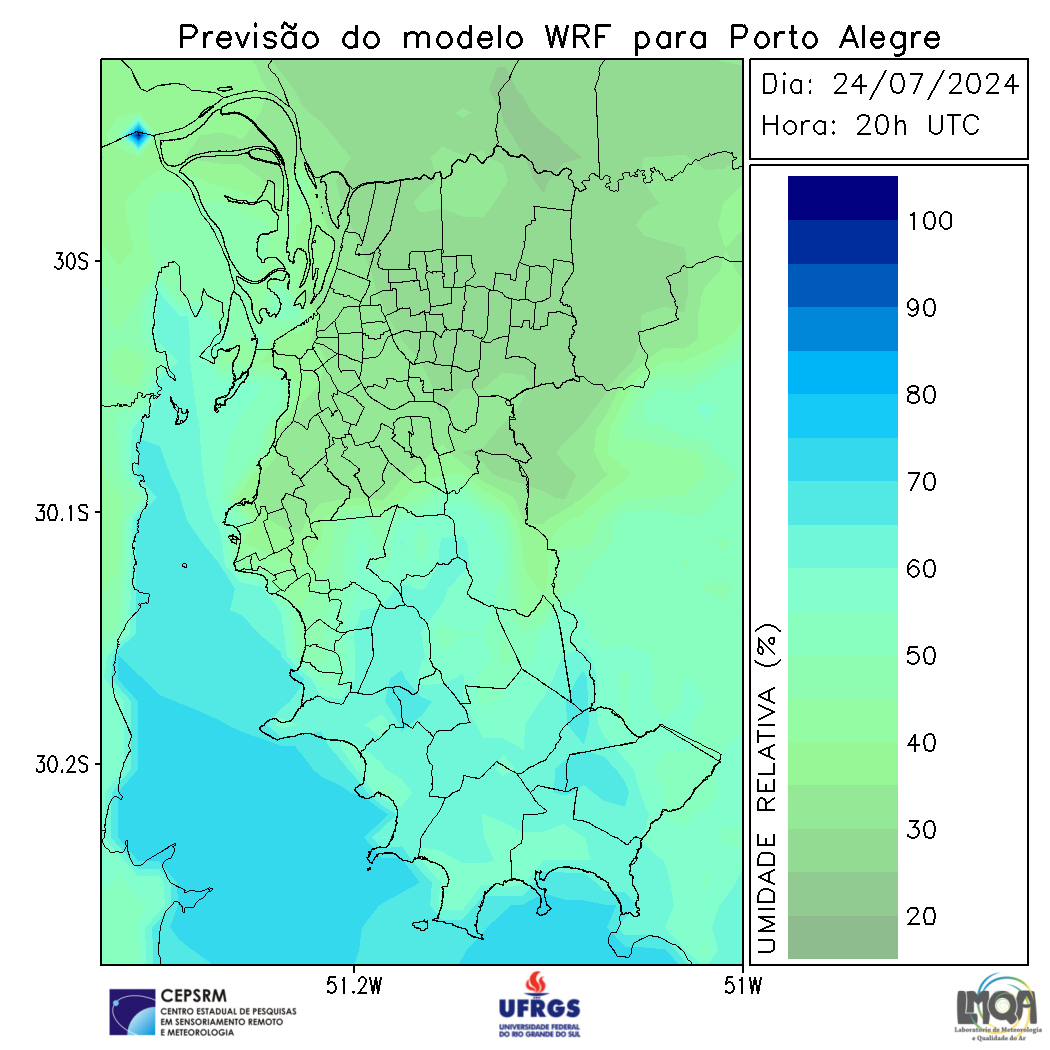 Previsão do modelo WRF para Porto Alegre
Dia: 24/07/2024
Hora: 20h UTC
100
90
80
70
60
50
40
30
20
UMIDADE RELATIVA (%)
30S
30.1S
30.2S
51.2W
51W
CEPSRM
CENTRO ESTADUAL DE PESQUISAS
EM SENSORIAMENTO REMOTO
E METEOROLOGIA
UFRGS
UNIVERSIDADE FEDERAL
DO RIO GRANDE DO SUL
LMQA
Laboratório de Meteorologia
e Qualidade do Ar